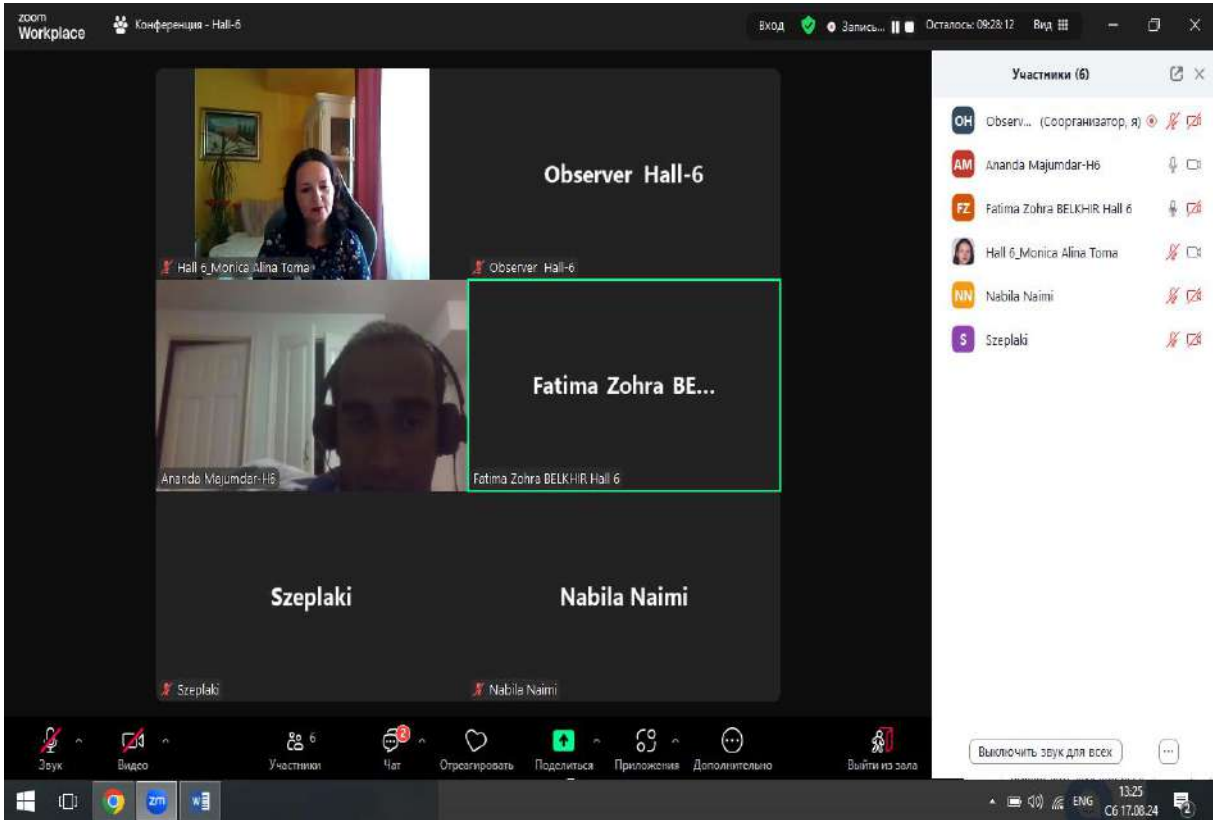 zoom
Workplace
Конференция - Hall-6
Вход
Запись...
Осталось: 09:28:12
Вид
Hall 6_Monica Alina Toma
Observer Hall-6
Observer Hall-6
Ananda Majumdar-H6
Fatima Zohra BE...
Fatima Zohra BELKHIR Hall 6
Szeplaki
Szeplaki
Nabila Naimi
Nabila Naimi
Участники (6)
OH Observ... (Соорганизатор, я)
AM Ananda Majumdar-H6
FZ Fatima Zohra BELKHIR Hall 6
Hall 6_Monica Alina Toma
NN Nabila Naimi
S Szeplaki
Звук
Видео
6
Участники
2
Чат
Отреагировать
Поделиться
Приложения
Дополнительно
Выйти из зала
Выключить звук для всех
zm
W
ENG
13:25
Сб 17.08.24
2